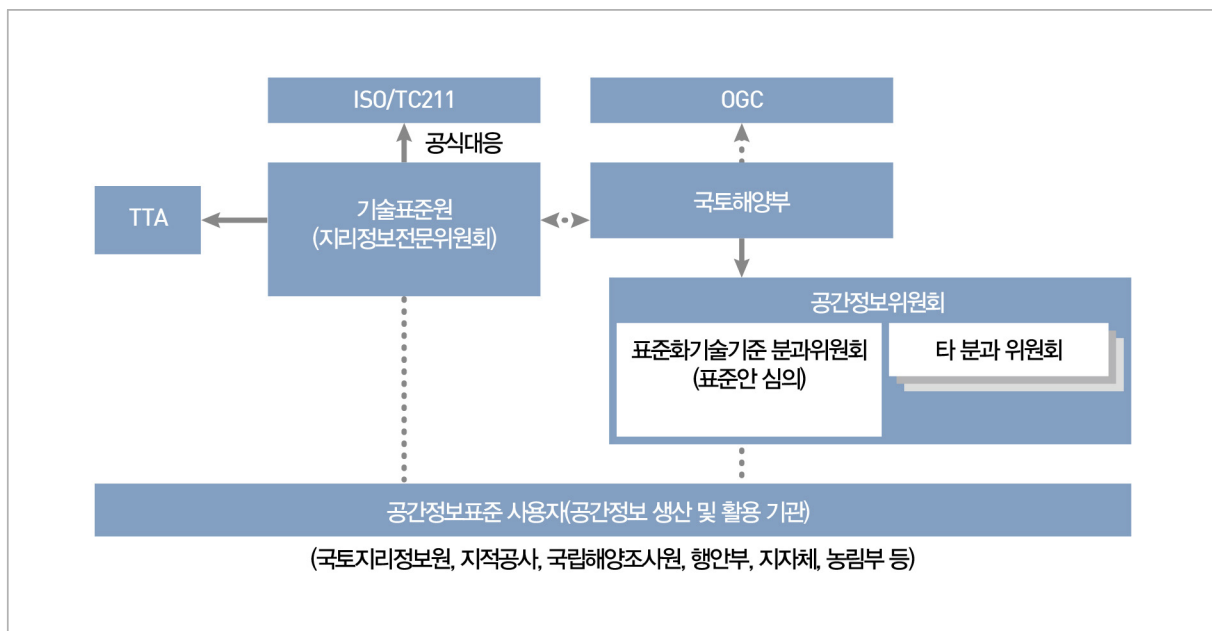 ISO/TC211
OGC
공식대응
TTA
기술표준원
(지리정보전문위원회)
국토해양부
공간정보위원회
표준화기술기준 분과위원회
(표준안 심의)
타 분과 위원회
공간정보표준 사용자(공간정보 생산 및 활용 기관)
(국토지리정보원, 지적공사, 국립해양조사원, 행안부, 지자체, 농림부 등)